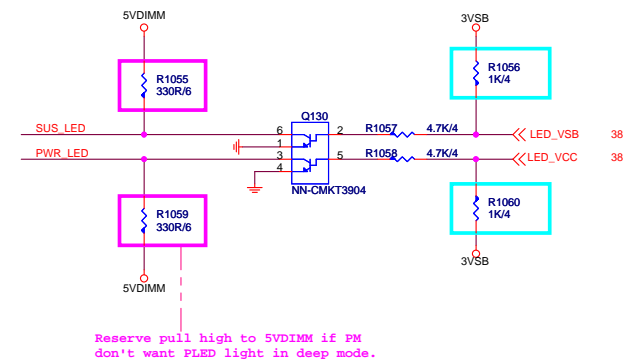 5VDIMM
3VSB
R1055
330R/6
R1056
1K/4
Q130
SUS_LED
6
2
R1057
4.7K/4
LED_VSB
38
1
PWR_LED
3
5
R1058
4.7K/4
LED_VCC
38
4
NN-CMKT3904
R1059
330R/6
R1060
1K/4
5VDIMM
3VSB
Reserve pull high to 5VDIMM if PM
don't want PLED light in deep mode.